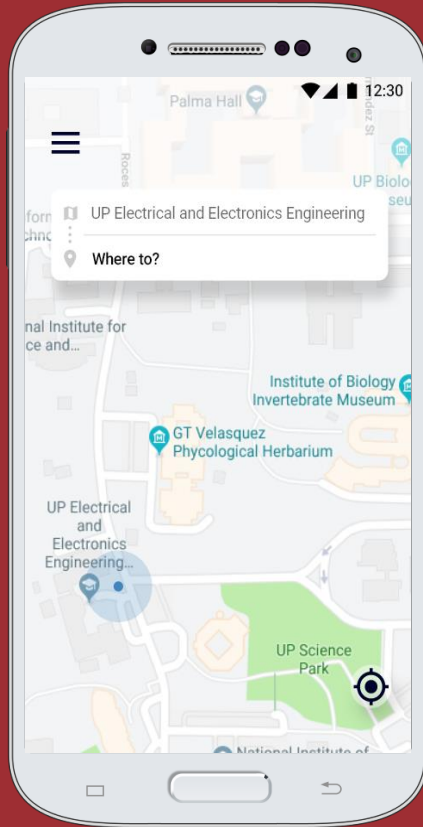 12:30
Palma Hall
Roces
UP Biolo
UP Electrical and Electronics Engineering
Where to?
nal Institute for
ce and...
Institute of Biology
Invertebrate Museum
GT Velasquez
Phycological Herbarium
UP Electrical
and
Electronics
Engineering...
UP Science
Park
National Institute of